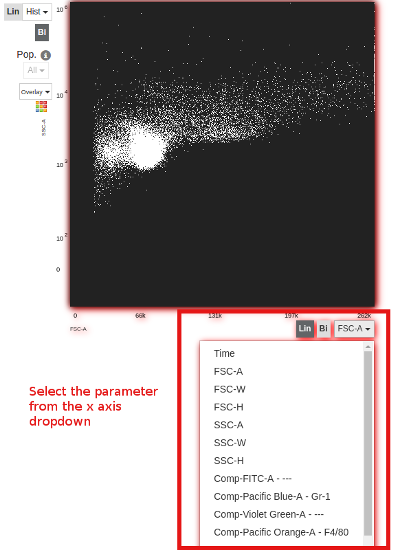 Lin Hist
Bi
Pop. i
All
Overlay
SSC-A
10 6
10 4
10 3
10 2
0
0 66k 131k 197k 262k
FSC-A
Lin Bi FSC-A
Time
FSC-A
FSC-W
FSC-H
SSC-A
SSC-W
SSC-H
Comp-FITC-A - ---
Comp-Pacific Blue-A - Gr-1
Comp-Violet Green-A - ---
Comp-Pacific Orange-A - F4/80
Select the parameter
from the x axis
dropdown